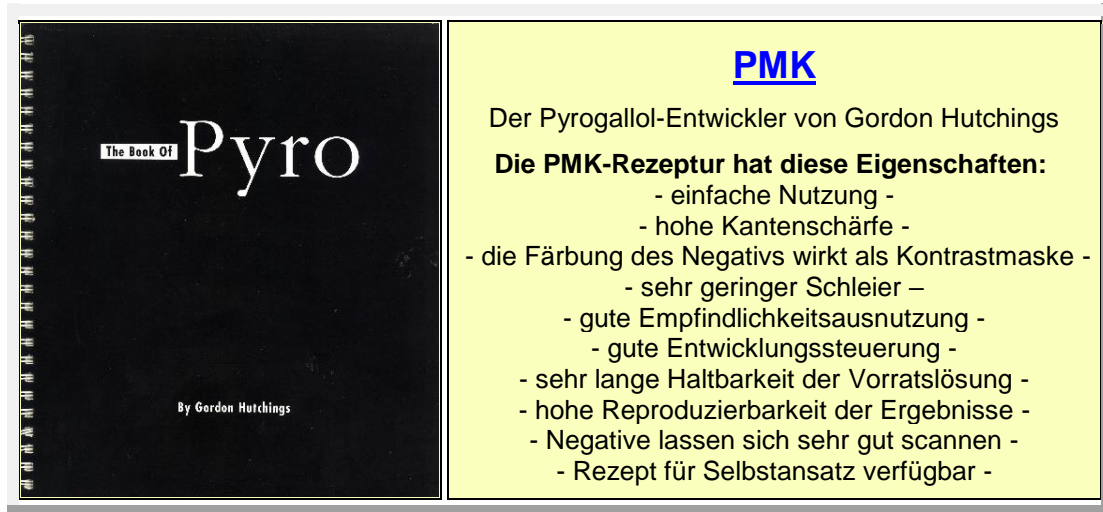 The Book Of Pyro
By Gordon Hutchings
PMK
Der Pyrogallol-Entwickler von Gordon Hutchings
Die PMK-Rezeptur hat diese Eigenschaften:
- einfache Nutzung -
- hohe Kantenschärfe -
- die Färbung des Negativs wirkt als Kontrastmaske -
- sehr geringer Schleier –
- gute Empfindlichkeitsausnutzung -
- gute Entwicklungssteuerung -
- sehr lange Haltbarkeit der Vorratslösung -
- hohe Reproduzierbarkeit der Ergebnisse -
- Negative lassen sich sehr gut scannen -
- Rezept für Selbstansatz verfügbar -